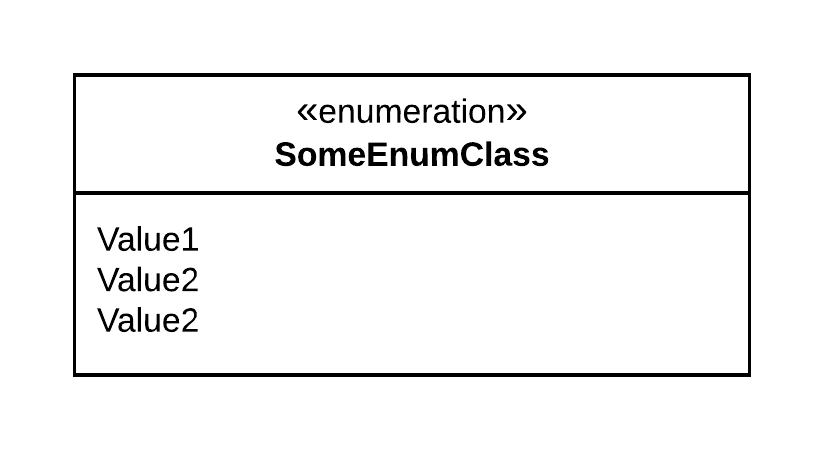 «enumeration»
SomeEnumClass
Value1
Value2
Value2